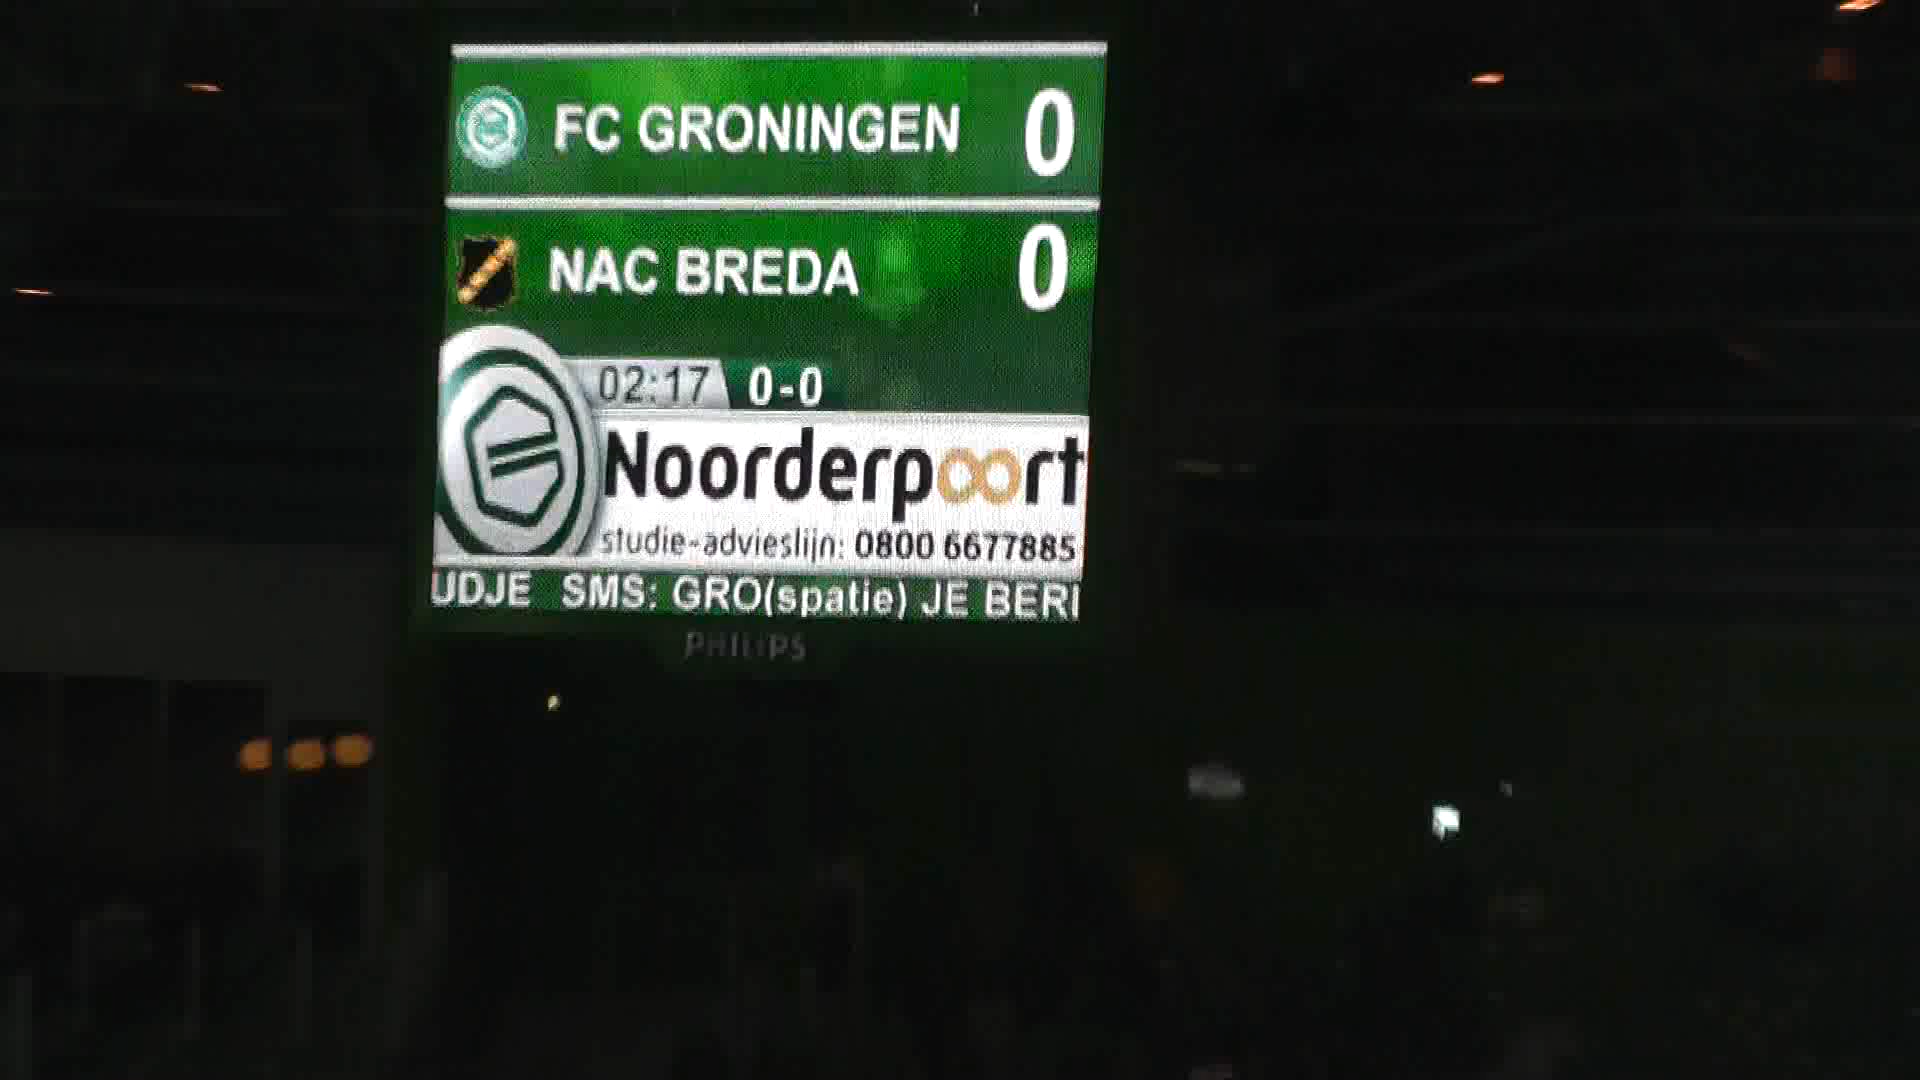 FC GRONINGEN 0
NAC BREDA 0
02:17 0-0
Noorderpoort
studie-advieslijn: 0800 6677885
UDJE SMS: GRO(spatie) JE BERI
PHILIPS